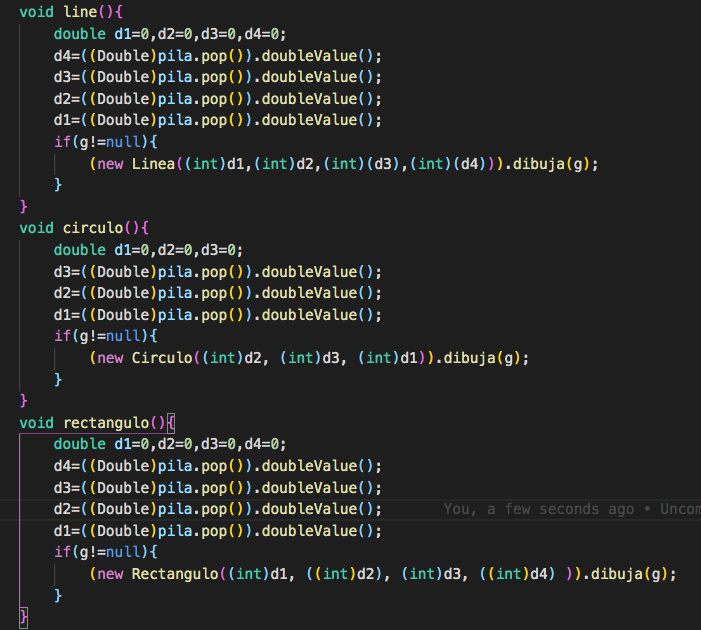 void line(){
double d1=0,d2=0,d3=0,d4=0;
d4=((Double)pila.pop()).doubleValue();
d3=((Double)pila.pop()).doubleValue();
d2=((Double)pila.pop()).doubleValue();
d1=((Double)pila.pop()).doubleValue();
if(g!=null){
(new Linea((int)d1,(int)d2,(int)(d3),(int)(d4))).dibuja(g);
}
}
void circulo(){
double d1=0,d2=0,d3=0;
d3=((Double)pila.pop()).doubleValue();
d2=((Double)pila.pop()).doubleValue();
d1=((Double)pila.pop()).doubleValue();
if(g!=null){
(new Circulo((int)d2, (int)d3, (int)d1)).dibuja(g);
}
}
void rectangulo(){
double d1=0,d2=0,d3=0,d4=0;
d4=((Double)pila.pop()).doubleValue();
d3=((Double)pila.pop()).doubleValue();
d2=((Double)pila.pop()).doubleValue(); You, a few seconds ago • Uncom
d1=((Double)pila.pop()).doubleValue();
if(g!=null){
(new Rectangulo((int)d1, ((int)d2), (int)d3, ((int)d4) )).dibuja(g);
}
}